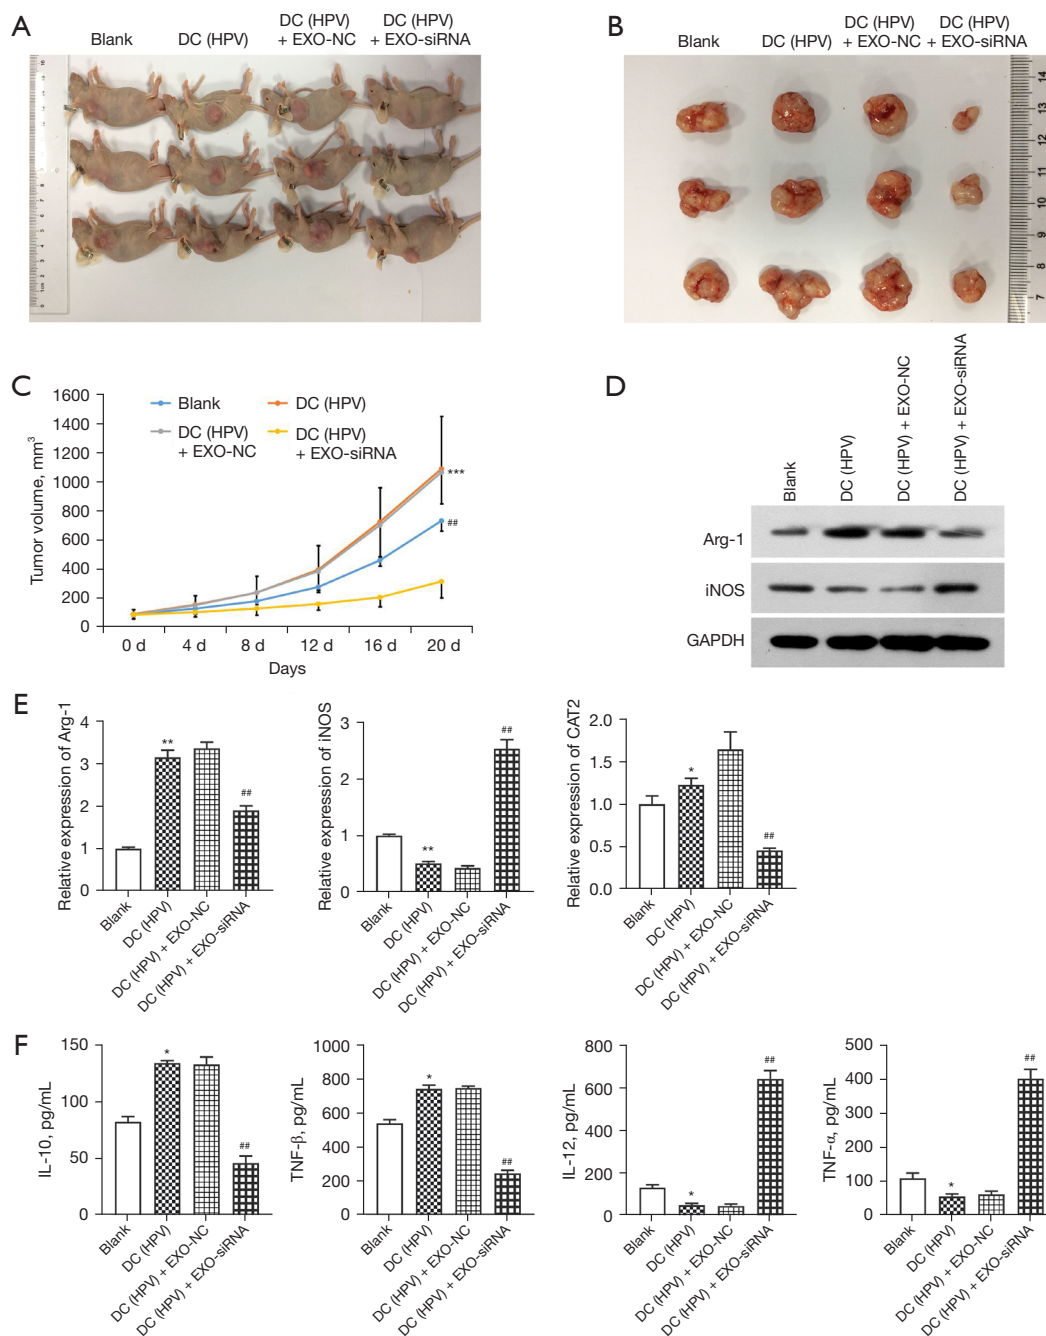 A
Blank
DC (HPV)
DC (HPV)
+ EXO-NC
DC (HPV)
+ EXO-siRNA
B
Blank
DC (HPV)
DC (HPV)
+ EXO-NC
DC (HPV)
+ EXO-siRNA
14
13
12
11
10
9
8
7
C
Tumor volume, mm³
1600
1400
1200
1000
800
600
400
200
0
Blank
DC (HPV)
DC (HPV)
+ EXO-NC
DC (HPV)
+ EXO-siRNA
***
##
0 d
4 d
8 d
12 d
16 d
20 d
Days
D
Blank
DC (HPV)
DC (HPV) + EXO-NC
DC (HPV) + EXO-siRNA
Arg-1
iNOS
GAPDH
E
Relative expression of Arg-1
4
3
2
1
0
**
##
Blank
DC (HPV)
DC (HPV) + EXO-NC
DC (HPV) + EXO-siRNA
Relative expression of iNOS
3
2
1
0
**
##
Blank
DC (HPV)
DC (HPV) + EXO-NC
DC (HPV) + EXO-siRNA
Relative expression of CAT2
2.0
1.5
1.0
0.5
0.0
*
##
Blank
DC (HPV)
DC (HPV) + EXO-NC
DC (HPV) + EXO-siRNA
F
IL-10, pg/mL
150
100
50
0
*
##
Blank
DC (HPV)
DC (HPV) + EXO-NC
DC (HPV) + EXO-siRNA
TNF-β, pg/mL
1000
800
600
400
200
0
*
##
Blank
DC (HPV)
DC (HPV) + EXO-NC
DC (HPV) + EXO-siRNA
IL-12, pg/mL
800
600
400
200
0
*
##
Blank
DC (HPV)
DC (HPV) + EXO-NC
DC (HPV) + EXO-siRNA
TNF-α, pg/mL
500
400
300
200
100
0
*
##
Blank
DC (HPV)
DC (HPV) + EXO-NC
DC (HPV) + EXO-siRNA